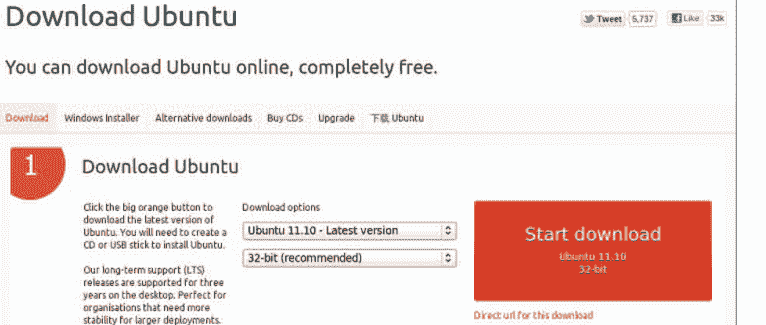 Download Ubuntu
Tweet 5,737 Like 33k
You can download Ubuntu online, completely free.
Download Windows Installer Alternative downloads Buy CDs Upgrade 下载 Ubuntu
1 Download Ubuntu
Click the big orange button to
download the latest version of
Ubuntu. You will need to create a
CD or USB stick to install Ubuntu.
Our long-term support (LTS)
releases are supported for three
years on the desktop. Perfect for
organisations that need more
stability for larger deployments.
Download options
Ubuntu 11.10 - Latest version
32-bit (recommended)
Start download
Ubuntu 11.10
32-bit
Direct url for this download